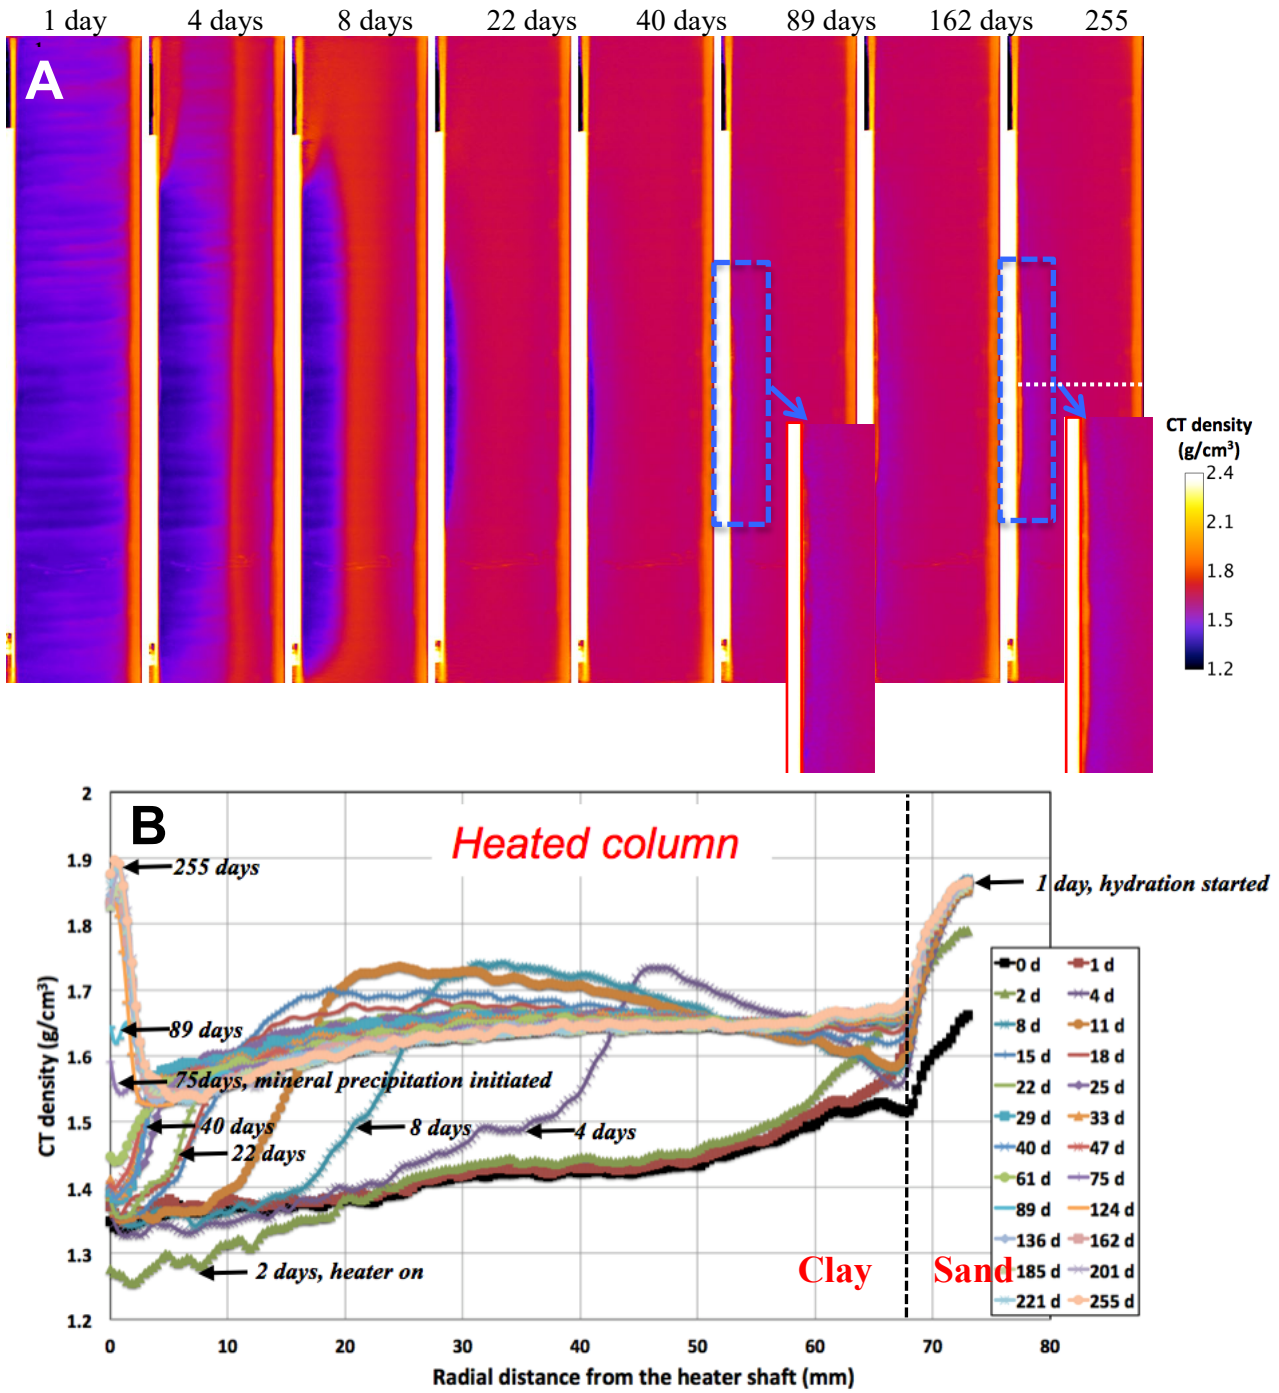 1 day 4 days 8 days 22 days 40 days 89 days 162 days 255
A
CT density
(g/cm³)
2.4
2.1
1.8
1.5
1.2
B
Heated column
255 days
1 day, hydration started
89 days
75days, mineral precipitation initiated
40 days
22 days
8 days
4 days
2 days, heater on
Clay
Sand
0 d 1 d
2 d 4 d
8 d 11 d
15 d 18 d
22 d 25 d
29 d 33 d
40 d 47 d
61 d 75 d
89 d 124 d
136 d 162 d
185 d 201 d
221 d 255 d
CT density (g/cm³)
2
1.9
1.8
1.7
1.6
1.5
1.4
1.3
1.2
0 10 20 30 40 50 60 70 80
Radial distance from the heater shaft (mm)